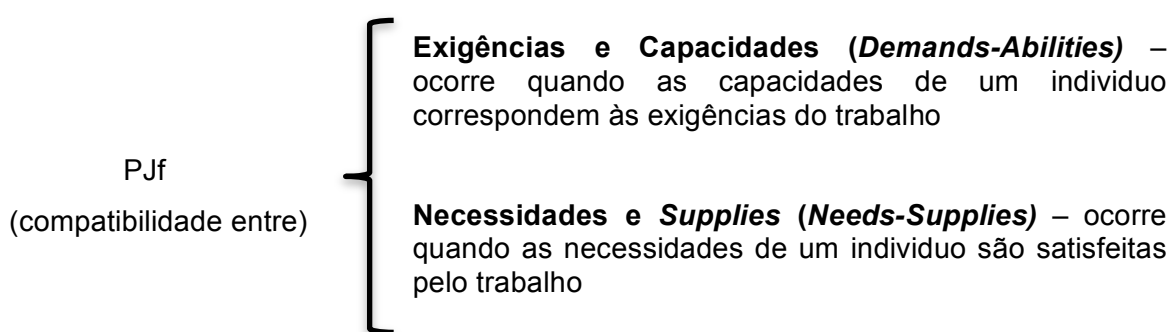 PJf
(compatibilidade entre)
Exigências e Capacidades (Demands-Abilities) –
ocorre quando as capacidades de um individuo
correspondem às exigências do trabalho
Necessidades e Supplies (Needs-Supplies) – ocorre
quando as necessidades de um individuo são satisfeitas
pelo trabalho